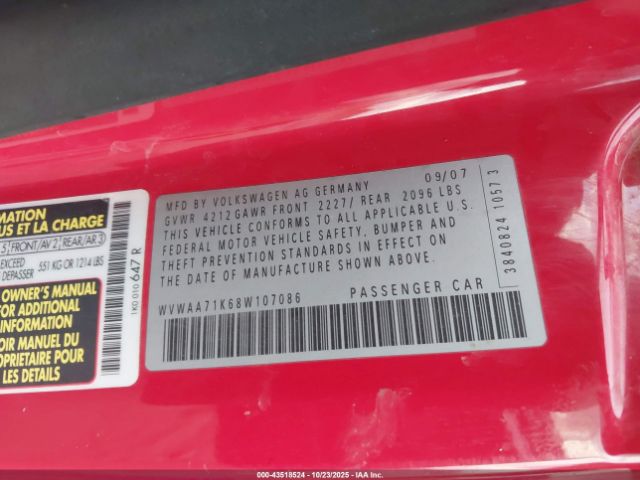 MATION
US ET LA CHARGE
5 FRONT/AV 2 REAR/AR 3
EXCEED 551 KG OR 1214 LBS
DEPASSER
OWNER'S MANUAL
FOR MORE
OIR MANUEL DU
OPRIETAIRE POUR
LES DETAILS
1K0 010 647 R
09/07
MFD BY VOLKSWAGEN AG GERMANY
GVWR 4212 GAWR FRONT 2227/ REAR 2096 LBS
THIS VEHICLE CONFORMS TO ALL APPLICABLE U.S.
FEDERAL MOTOR VEHICLE SAFETY, BUMPER AND
THEFT PREVENTION STANDARDS IN EFFECT ON
THE DATE OF MANUFACTURE SHOWN ABOVE.
WVWAA71K68W107086 PASSENGER CAR
3840824 1057 3
000-43518524 | 10/23/2025 | IAA, Inc.